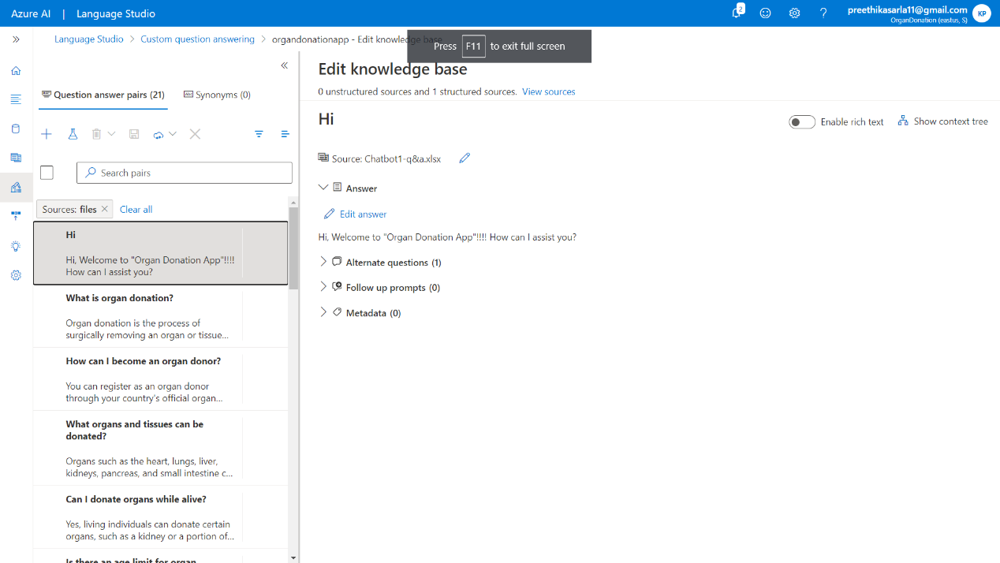 Azure AI | Language Studio
2
preethikasarla11@gmail.com
OrganDonation (eastus, S)
KP
Language Studio > Custom question answering > organdonationapp - Edit knowledge base
Press F11 to exit full screen
Question answer pairs (21)
Abc Synonyms (0)
Search pairs
Sources: files
Clear all
Hi
Hi, Welcome to "Organ Donation App"!!!!
How can I assist you?
What is organ donation?
Organ donation is the process of
surgically removing an organ or tissue...
How can I become an organ donor?
You can register as an organ donor
through your country's official organ...
What organs and tissues can be
donated?
Organs such as the heart, lungs, liver,
kidneys, pancreas, and small intestine c...
Can I donate organs while alive?
Yes, living individuals can donate certain
organs, such as a kidney or a portion of...
Is there an age limit for organ
Edit knowledge base
0 unstructured sources and 1 structured sources. View sources
Hi
Enable rich text
Show context tree
Source: Chatbot1-q&a.xlsx
Answer
Edit answer
Hi, Welcome to "Organ Donation App"!!!! How can I assist you?
Alternate questions (1)
Follow up prompts (0)
Metadata (0)